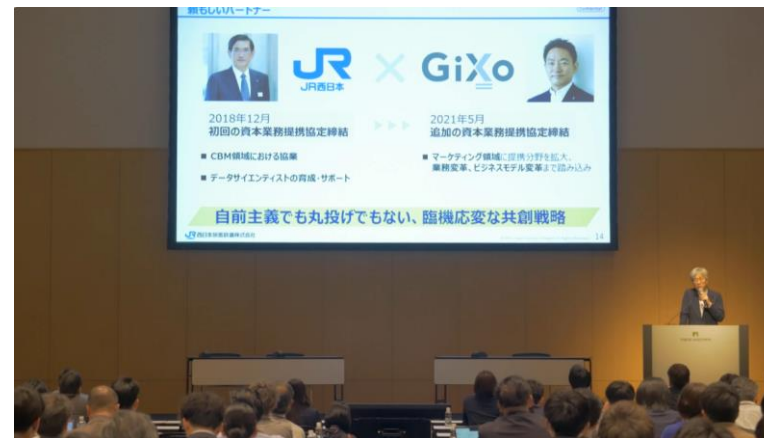 頼もしいパートナー
JR
JR西日本
×
GiXo
2018年12月
初回の資本業務提携協定締結
2021年5月
追加の資本業務提携協定締結
■ CBM領域における協業
■ データサイエンティストの育成・サポート
■ マーケティング領域に提携分野を拡大、
業務変革、ビジネスモデル変革まで踏み込み
自前主義でも丸投げでもない、臨機応変な共創戦略
JR 西日本旅客鉄道株式会社
14